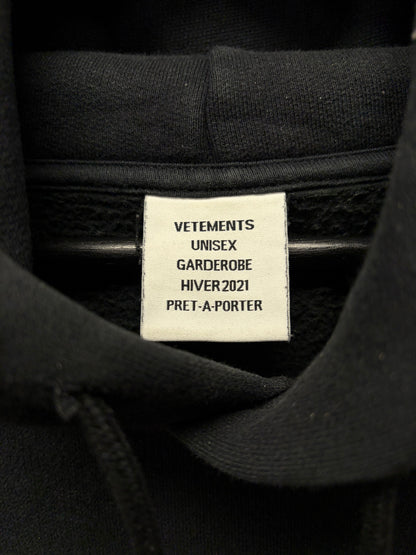 VETEMENTS
UNISEX
GARDEROBE
HIVER 2021
PRET-A-PORTER